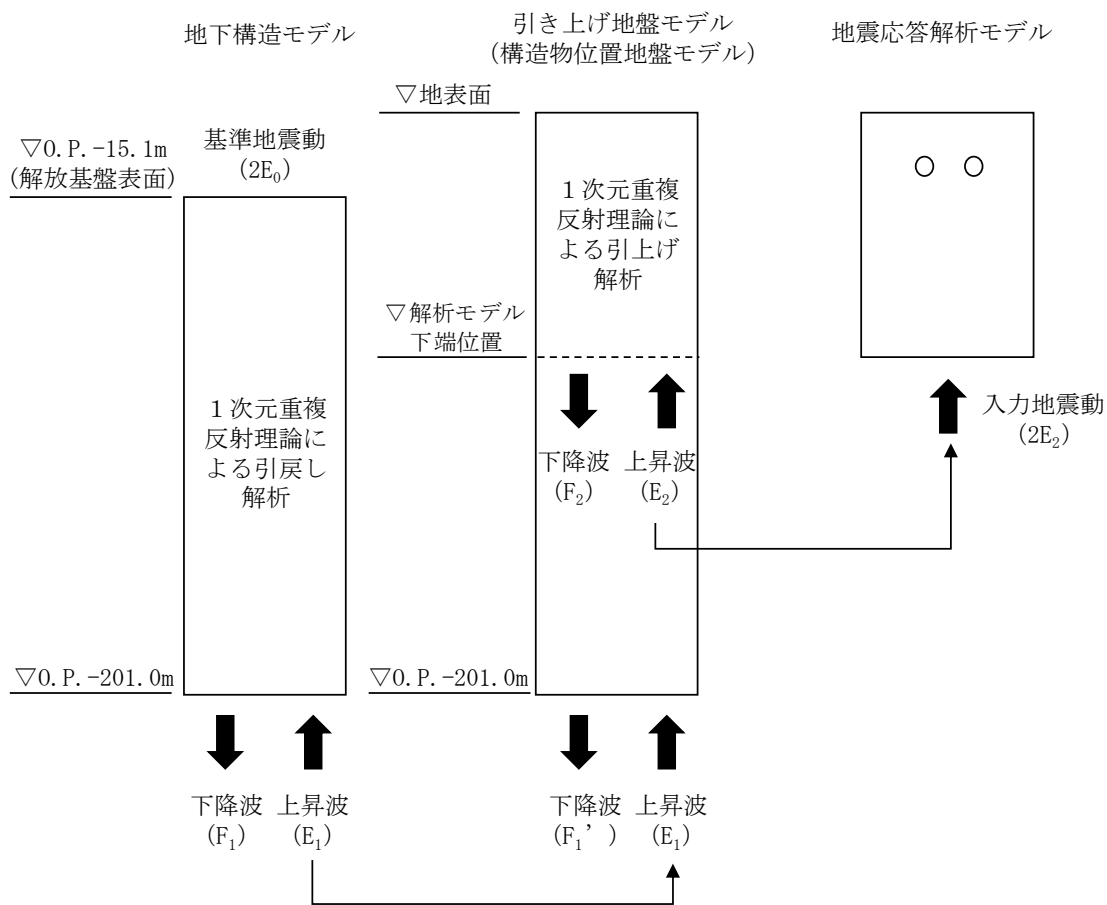 地下構造モデル
▽O.P.-15.1m
(解放基盤表面)
基準地震動
(2E₀)
1次元重複
反射理論に
よる引戻し
解析
▽O.P.-201.0m
下降波
(F₁)
上昇波
(E₁)
引き上げ地盤モデル
(構造物位置地盤モデル)
▽地表面
1次元重複
反射理論に
よる引上げ
解析
▽解析モデル
下端位置
下降波
(F₂)
上昇波
(E₂)
▽O.P.-201.0m
下降波
(F₁’)
上昇波
(E₁)
地震応答解析モデル
入力地震動
(2E₂)